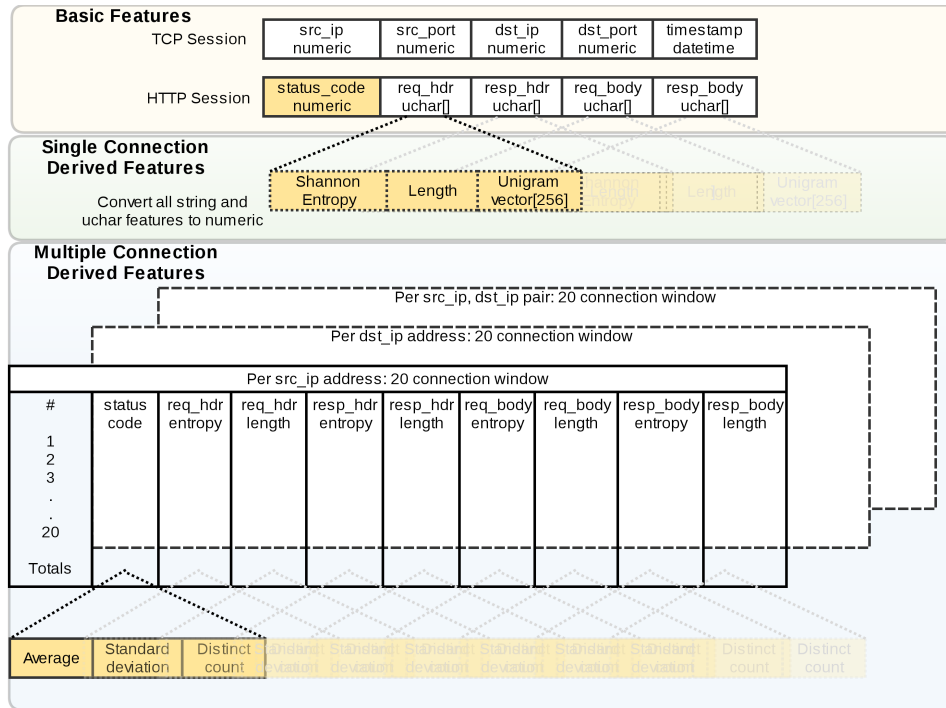 Basic Features
TCP Session
src_ip
numeric
src_port
numeric
dst_ip
numeric
dst_port
numeric
timestamp
datetime
HTTP Session
status_code
numeric
req_hdr
uchar[]
resp_hdr
uchar[]
req_body
uchar[]
resp_body
uchar[]
Single Connection
Derived Features
Convert all string and
uchar features to numeric
Shannon
Entropy
Length
Unigram
vector[256]
Length
Entropy
Length
Unigram
vector[256]
Multiple Connection
Derived Features
Per src_ip, dst_ip pair: 20 connection window
Per dst_ip address: 20 connection window
Per src_ip address: 20 connection window
#
1
2
3
.
.
20
Totals
status
code
req_hdr
entropy
req_hdr
length
resp_hdr
entropy
resp_hdr
length
req_body
entropy
req_body
length
resp_body
entropy
resp_body
length
Average
Standard
deviation
Distinct
count
Distinct
count
Distinct
count